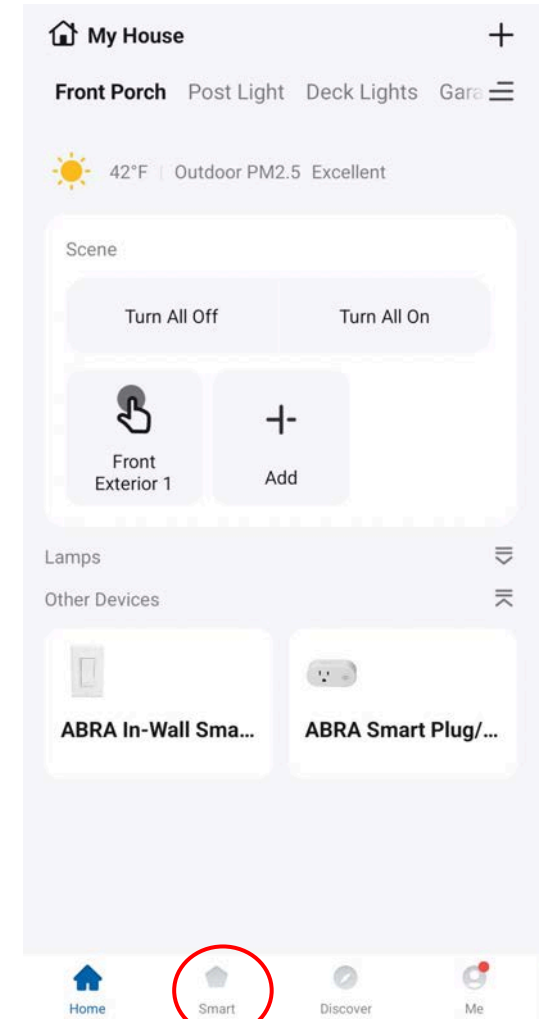 My House
Front Porch Post Light Deck Lights Gara
42°F Outdoor PM2.5 Excellent
Scene
Turn All Off Turn All On
Front
Exterior 1
Add
Lamps
Other Devices
ABRA In-Wall Sma... ABRA Smart Plug/...
Home Smart Discover Me